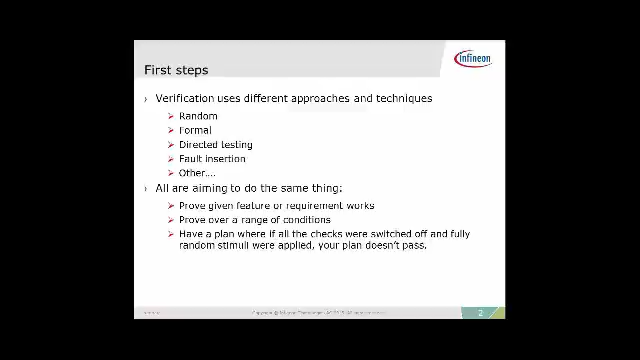 First steps
infineon
Verification uses different approaches and techniques
Random
Formal
Directed testing
Fault insertion
Other....
All are aiming to do the same thing:
Prove given feature or requirement works
Prove over a range of conditions
Have a plan where if all the checks were switched off and fully
random stimuli were applied, your plan doesn't pass.
Copyright ©
2